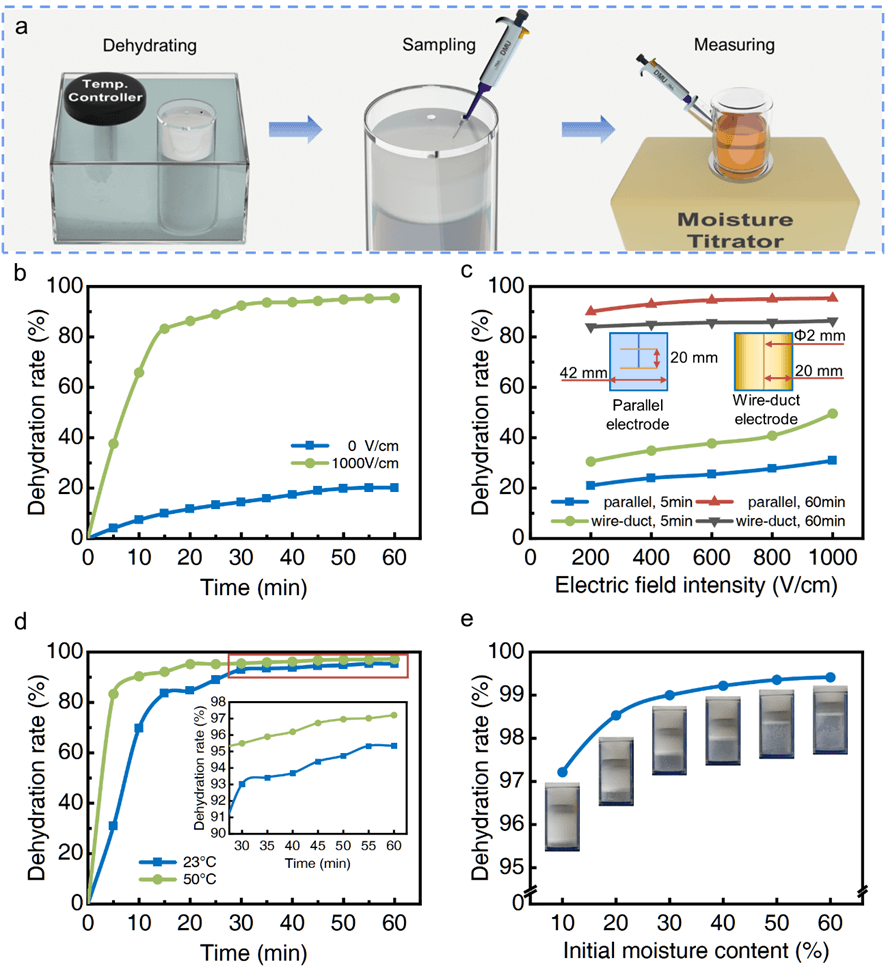 a
Dehydrating
Sampling
Measuring
Temp.
Controller
DMU
DMU
Moisture
Titrator
b
Dehydration rate (%)
100
80
60
40
20
0
0 V/cm
1000V/cm
0 10 20 30 40 50 60
Time (min)
c
Dehydration rate (%)
100
80
60
40
20
0
Φ2 mm
20 mm
42 mm
20 mm
Parallel
electrode
Wire-duct
electrode
parallel, 5min
parallel, 60min
wire-duct, 5min
wire-duct, 60min
0 200 400 600 800 1000
Electric field intensity (V/cm)
d
Dehydration rate (%)
100
80
60
40
20
0
Dehydration rate (%)
98
97
96
95
94
93
92
91
90
30 35 40 45 50 55 60
Time (min)
23°C
50°C
0 10 20 30 40 50 60
Time (min)
e
Dehydration rate (%)
100
99
98
97
96
95
0
10 20 30 40 50 60
Initial moisture content (%)